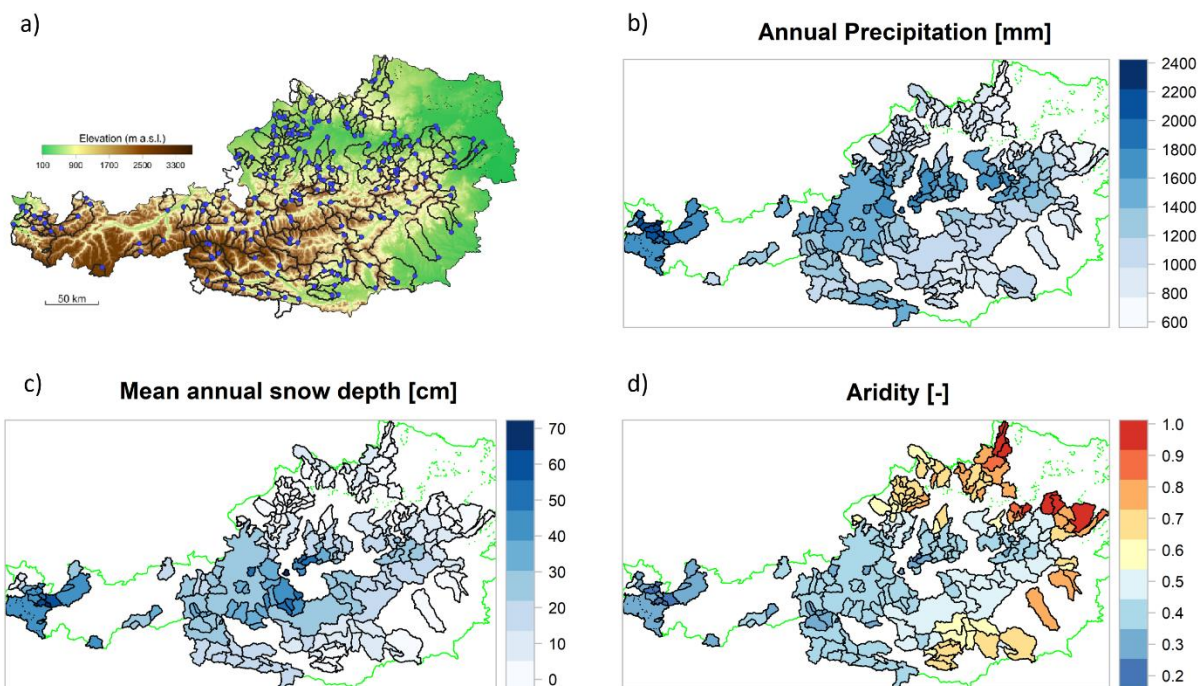 a)
Elevation (m a.s.l.)
100 900 1700 2500 3300
50 km
b)
Annual Precipitation [mm]
2400
2200
2000
1800
1600
1400
1200
1000
800
600
c)
Mean annual snow depth [cm]
70
60
50
40
30
20
10
0
d)
Aridity [-]
1.0
0.9
0.8
0.7
0.6
0.5
0.4
0.3
0.2